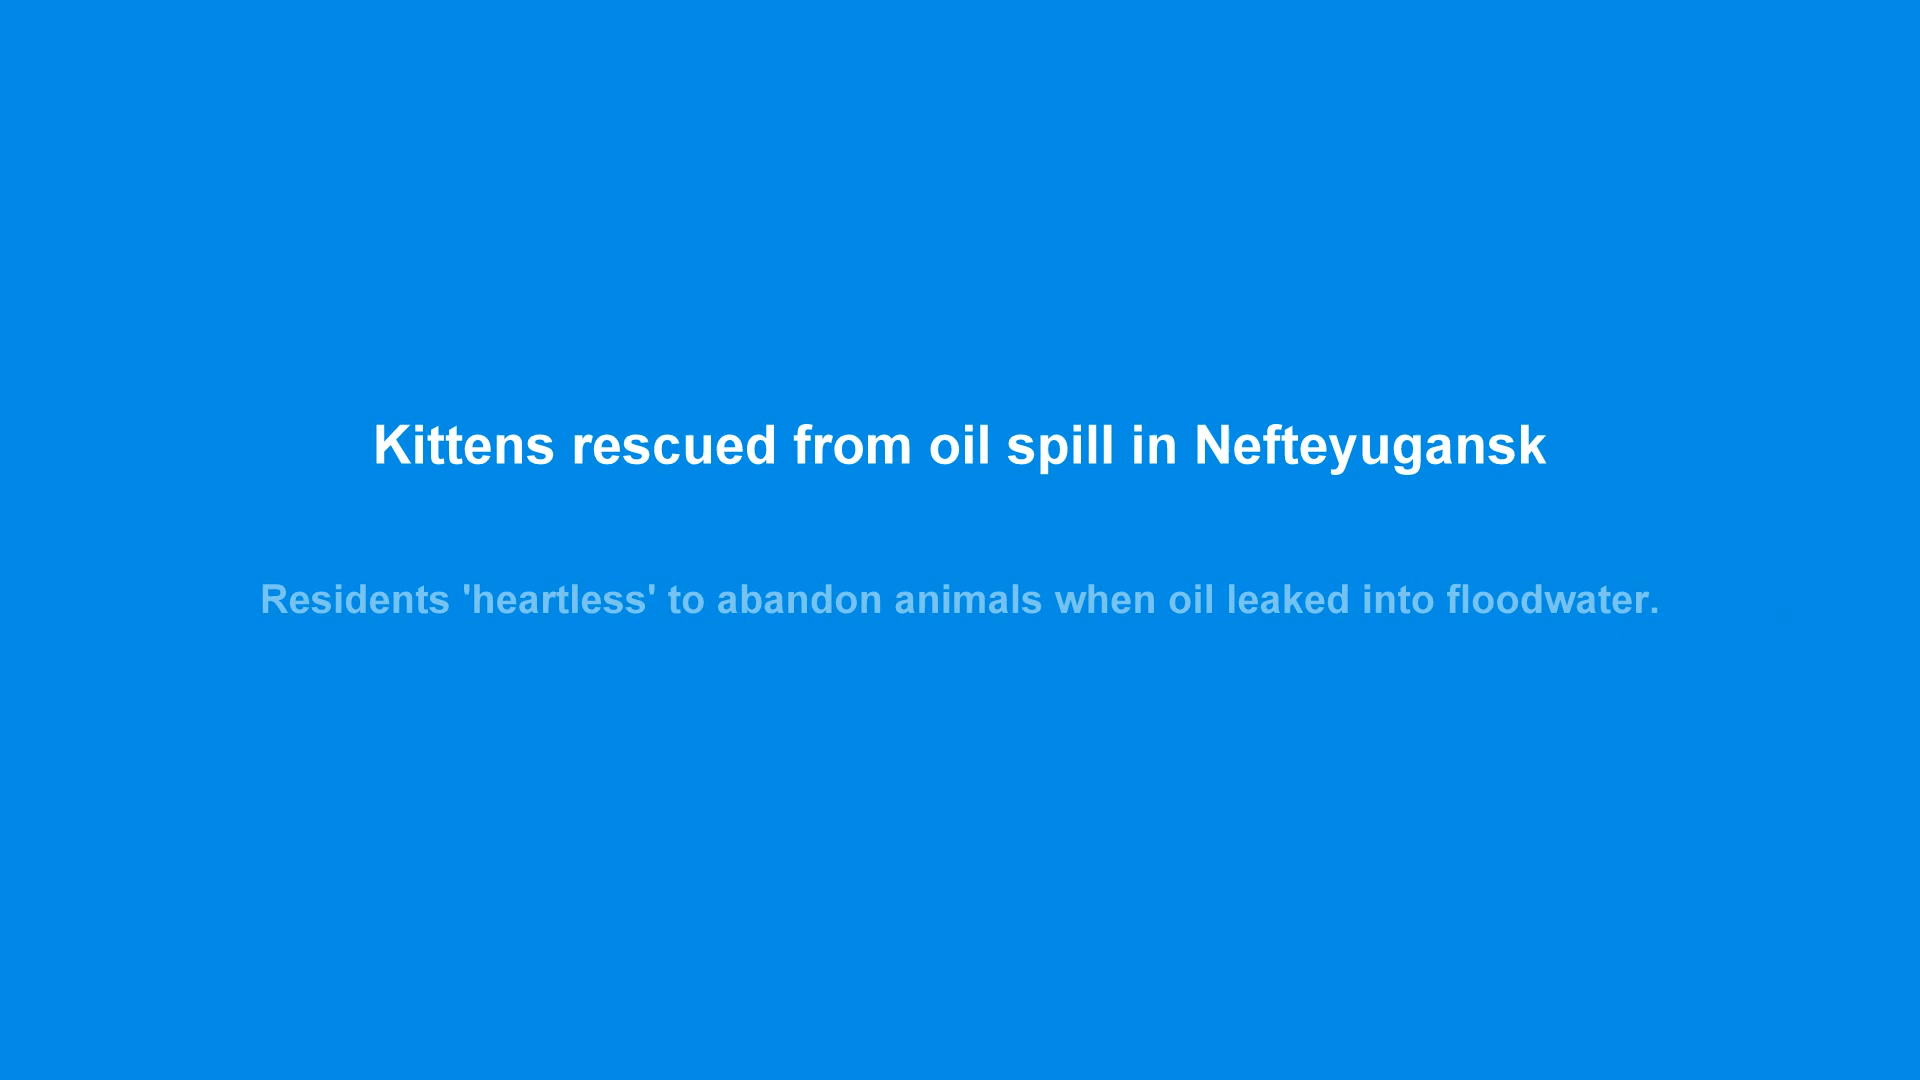 Kittens rescued from oil spill in Nefteyugansk
Residents 'heartless' to abandon animals when oil leaked into floodwater.